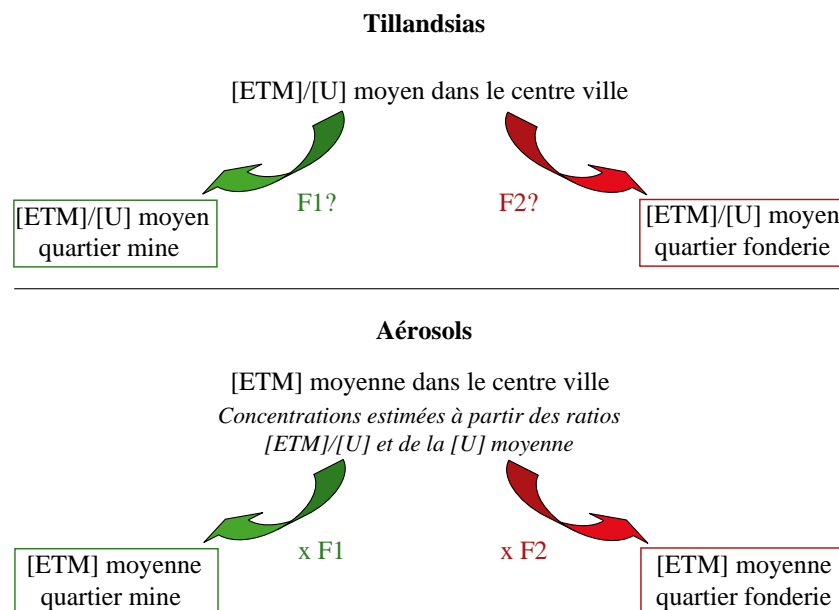 Tillandsias
[ETM]/[U] moyen dans le centre ville
F1?
F2?
[ETM]/[U] moyen
quartier mine
[ETM]/[U] moyen
quartier fonderie
Aérosols
[ETM] moyenne dans le centre ville
Concentrations estimées à partir des ratios
[ETM]/[U] et de la [U] moyenne
x F1
x F2
[ETM] moyenne
quartier mine
[ETM] moyenne
quartier fonderie